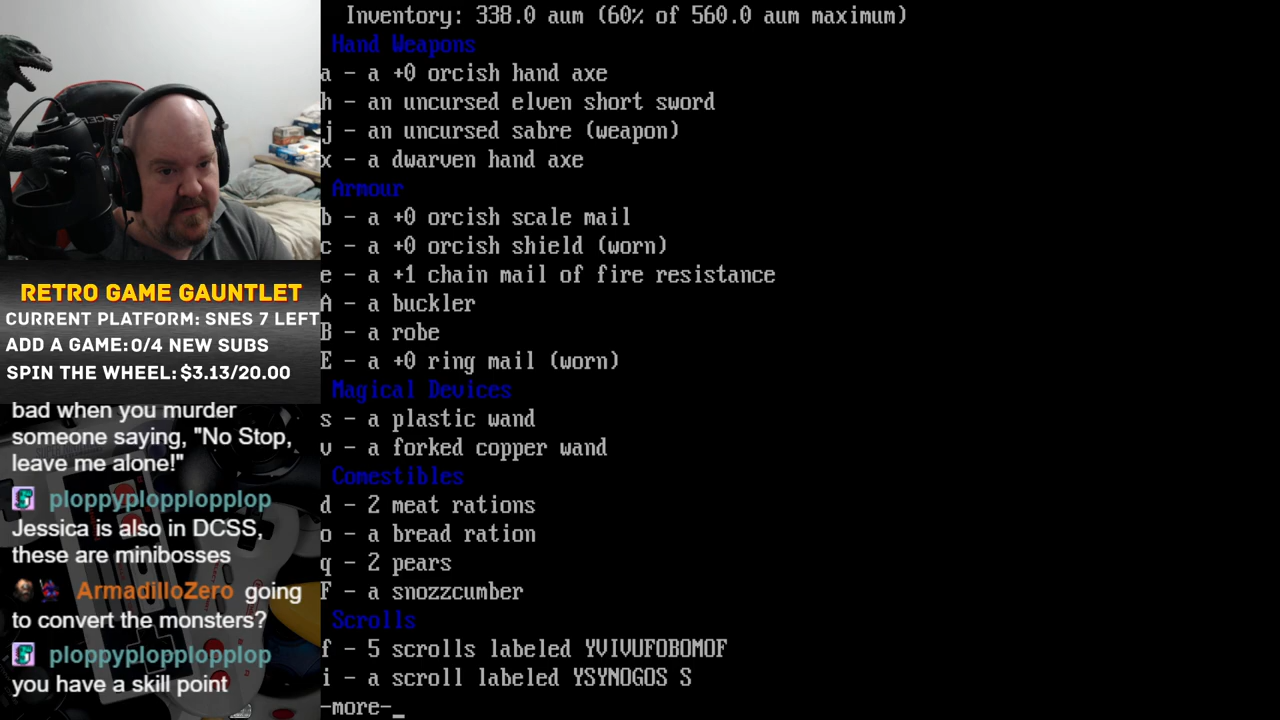 Inventory: 338.0 aum (60% of 560.0 aum maximum)
Hand Weapons
a - a +0 orcish hand axe
h - an uncursed elven short sword
j - an uncursed sabre (weapon)
x - a dwarven hand axe
Armour
b - a +0 orcish scale mail
c - a +0 orcish shield (worn)
e - a +1 chain mail of fire resistance
A - a buckler
B - a robe
E - a +0 ring mail (worn)
Magical Devices
s - a plastic wand
v - a forked copper wand
Comestibles
d - 2 meat rations
o - a bread ration
q - 2 pears
F - a snozzcumber
Scrolls
f - 5 scrolls labeled YVIVUFOBOMOF
i - a scroll labeled YSYNOGOS S
-more-_
RETRO GAME GAUNTLET
CURRENT PLATFORM: SNES 7 LEFT
ADD A GAME: 0/4 NEW SUBS
SPIN THE WHEEL: $3.13/20.00
bad when you murder
someone saying, "No Stop,
leave me alone!"
ploppyplopplopplop
Jessica is also in DCSS,
these are minibosses
ArmadilloZero going
to convert the monsters?
ploppyplopplopplop
you have a skill point